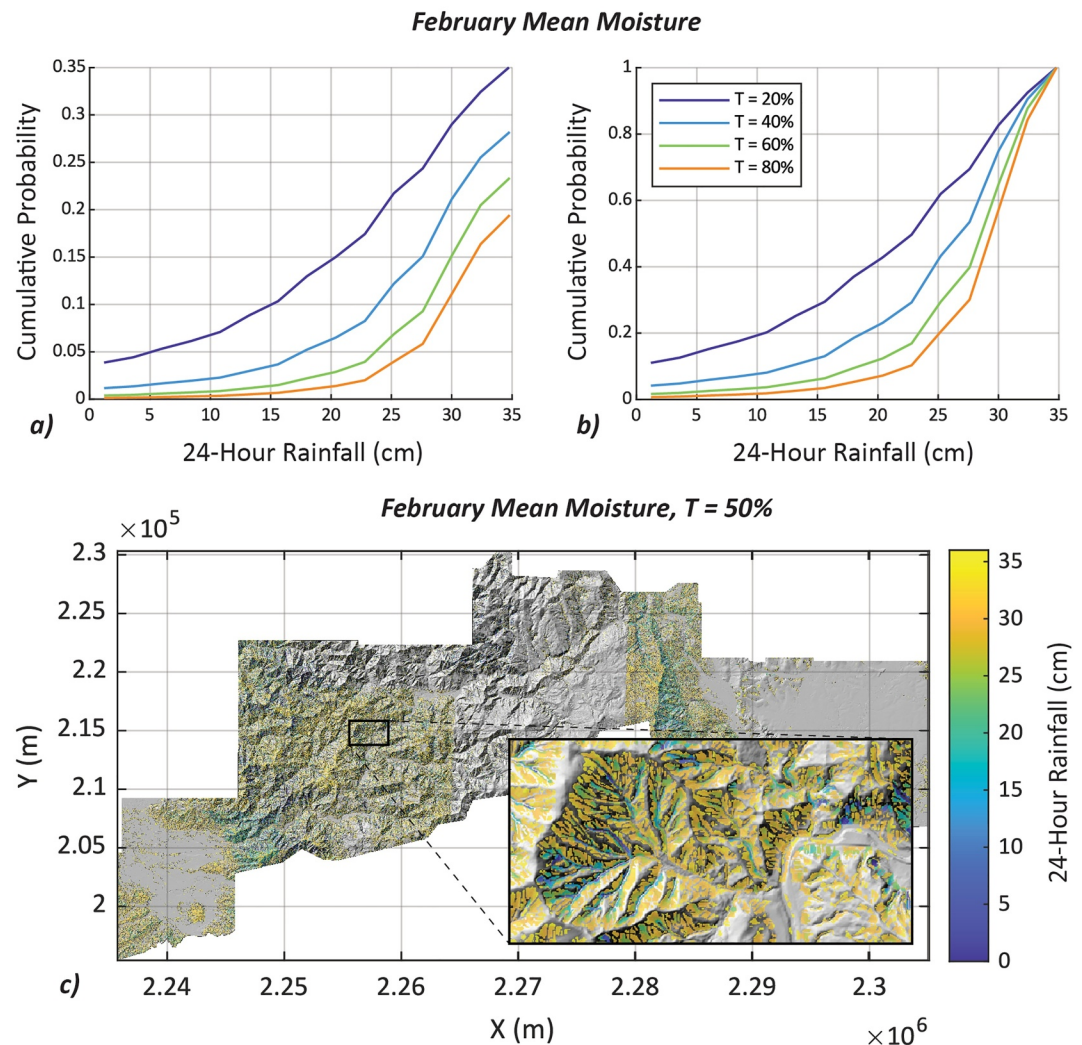 February Mean Moisture
0.35
0.3
0.25
0.2
0.15
0.1
0.05
0
0 5 10 15 20 25 30 35
Cumulative Probability
24-Hour Rainfall (cm)
a)
1
0.8
0.6
0.4
0.2
0
0 5 10 15 20 25 30 35
Cumulative Probability
T = 20%
T = 40%
T = 60%
T = 80%
24-Hour Rainfall (cm)
b)
February Mean Moisture, T = 50%
×10⁵
2.3
2.25
2.2
2.15
2.1
2.05
2
Y (m)
2.24 2.25 2.26 2.27 2.28 2.29 2.3
X (m)
×10⁶
c)
35
30
25
20
15
10
5
0
24-Hour Rainfall (cm)